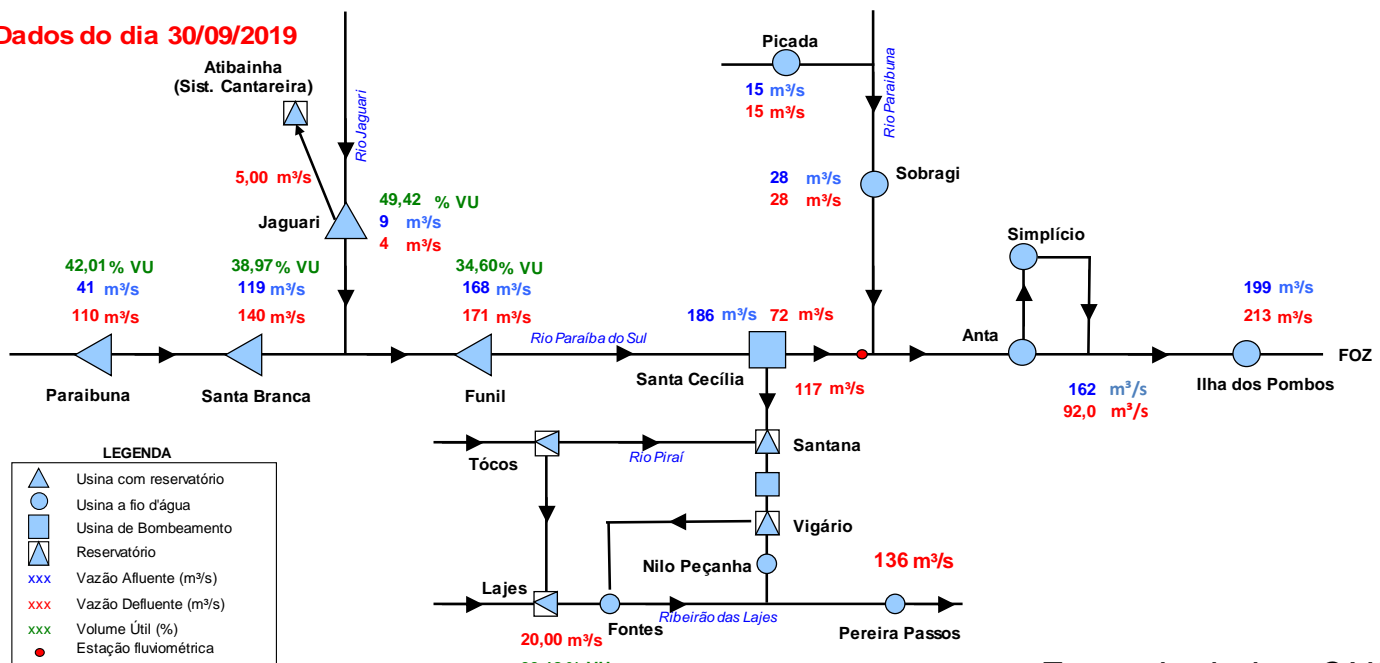 Dados do dia 30/09/2019
Atibainha
(Sist. Cantareira)
Rio Jaguari
5,00 m³/s
Jaguari
49,42 % VU
9 m³/s
4 m³/s
Picada
15 m³/s
15 m³/s
Rio Paraibuna
28 m³/s
28 m³/s
Sobragi
Simplício
42,01 % VU
41 m³/s
110 m³/s
Paraibuna
38,97 % VU
119 m³/s
140 m³/s
Santa Branca
34,60 % VU
168 m³/s
171 m³/s
Funil
Rio Paraíba do Sul
186 m³/s 72 m³/s
Santa Cecília
117 m³/s
Anta
162 m³/s
92,0 m³/s
199 m³/s
213 m³/s
Ilha dos Pombos
FOZ
Tócos
Rio Piraí
Santana
Vigário
Nilo Peçanha
136 m³/s
Lajes
20,00 m³/s
Fontes
Ribeirão das Lajes
Pereira Passos
LEGENDA
Usina com reservatório
Usina a fio d'água
Usina de Bombeamento
Reservatório
xxx Vazão Afluente (m³/s)
xxx Vazão Defluente (m³/s)
xxx Volume Útil (%)
Estação fluviométrica